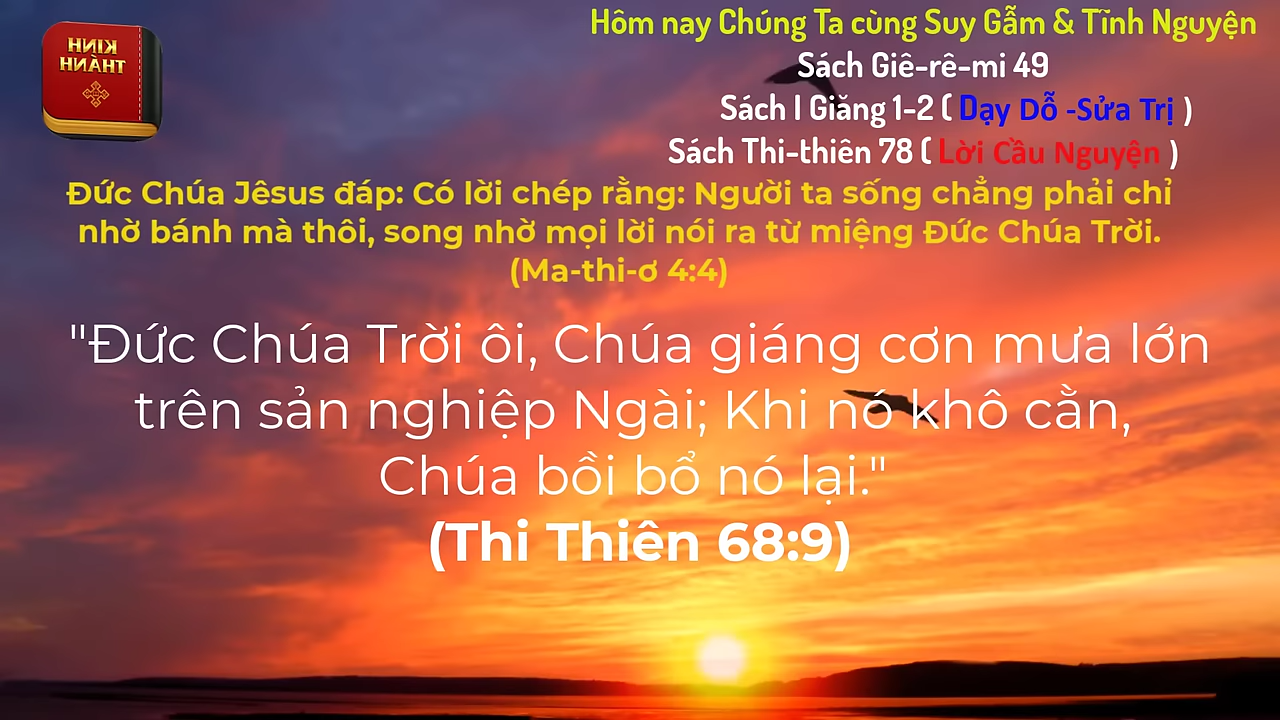 KINH
THÁNH
Hôm nay Chúng Ta cùng Suy Gẫm & Tĩnh Nguyện
Sách Giê-rê-mi 49
Sách I Giăng 1-2 ( Dạy Dỗ -Sửa Trị )
Sách Thi-thiên 78 ( Lời Cầu Nguyện )
Đức Chúa Jêsus đáp: Có lời chép rằng: Người ta sống chẳng phải chỉ
nhờ bánh mà thôi, song nhờ mọi lời nói ra từ miệng Đức Chúa Trời.
(Ma-thi-ơ 4:4)
"Đức Chúa Trời ôi, Chúa giáng cơn mưa lớn
trên sản nghiệp Ngài; Khi nó khô cằn,
Chúa bồi bổ nó lại."
(Thi Thiên 68:9)